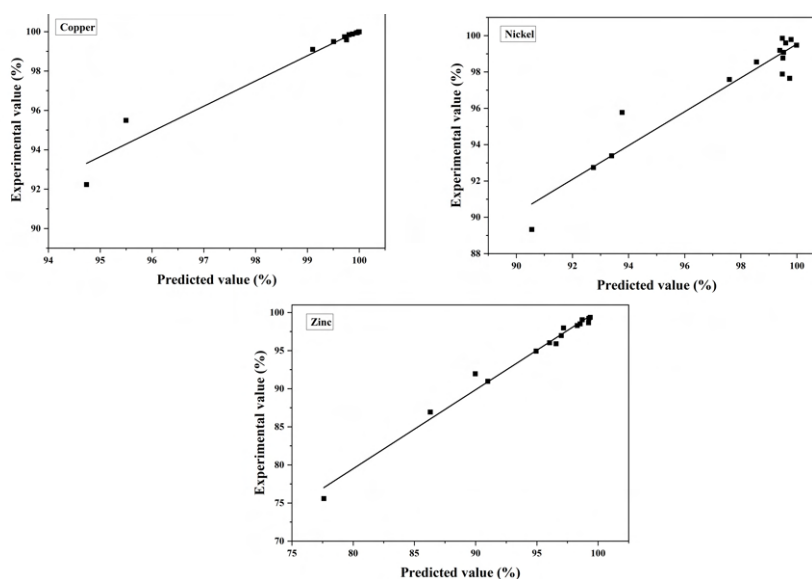 Copper
Experimental value (%)
100
98
96
94
92
90
94 95 96 97 98 99 100
Predicted value (%)
Nickel
Experimental value (%)
100
98
96
94
92
90
88
90 92 94 96 98 100
Predicted value (%)
Zinc
Experimental value (%)
100
95
90
85
80
75
70
75 80 85 90 95 100
Predicted value (%)